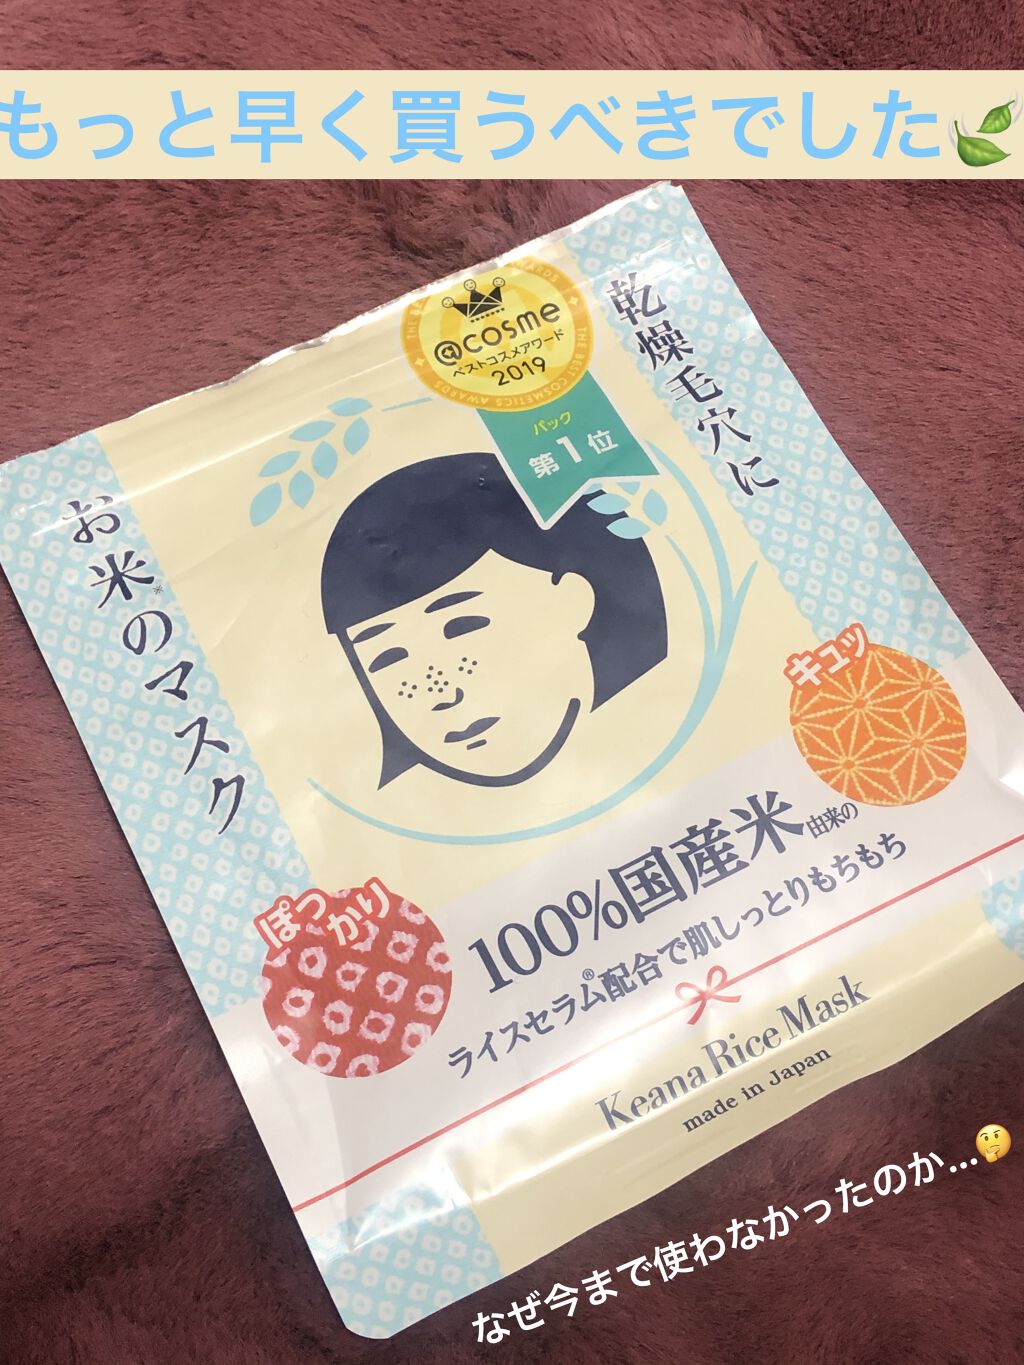 もっと早く買うべきでした🍃
@cosme
ベストコスメアワード
2019
THE BEST COSMETICS AWARDS
パック
第1位
乾燥毛穴に
お米※のマスク
キュッ
ぽっかり
100%国産米由来の
ライスセラム®配合で肌しっとりもちもち
Keana Rice Mask
made in Japan
なぜ今まで使わなかったのか...🤔